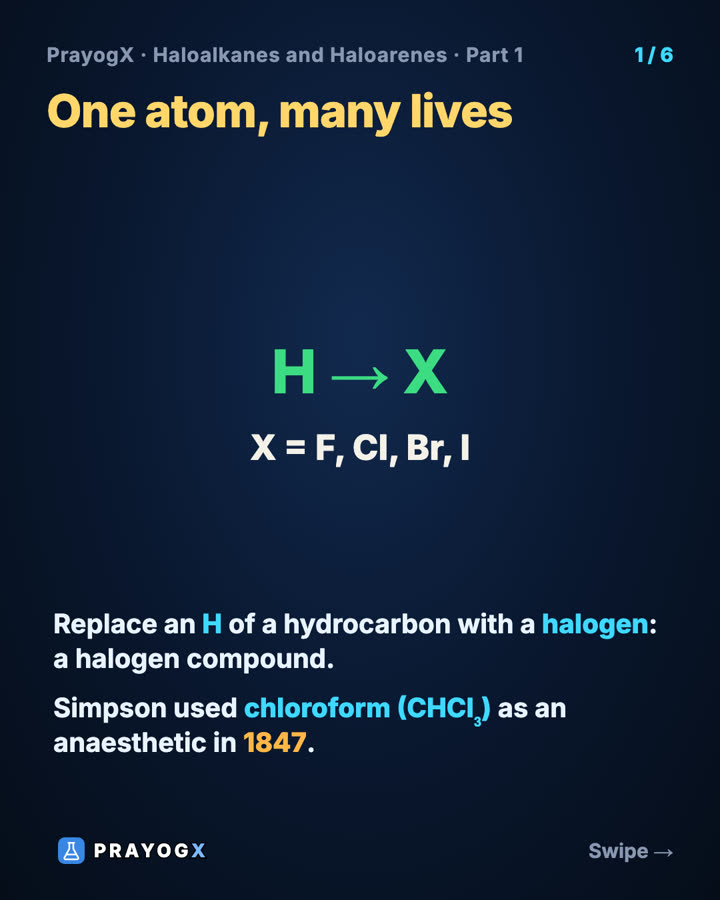 PrayogX · Haloalkanes and Haloarenes · Part 1
1 / 6
One atom, many lives
H → X
X = F, Cl, Br, I
Replace an H of a hydrocarbon with a halogen:
a halogen compound.
Simpson used chloroform (CHCl₃) as an
anaesthetic in 1847.
PRAYOGX
Swipe →